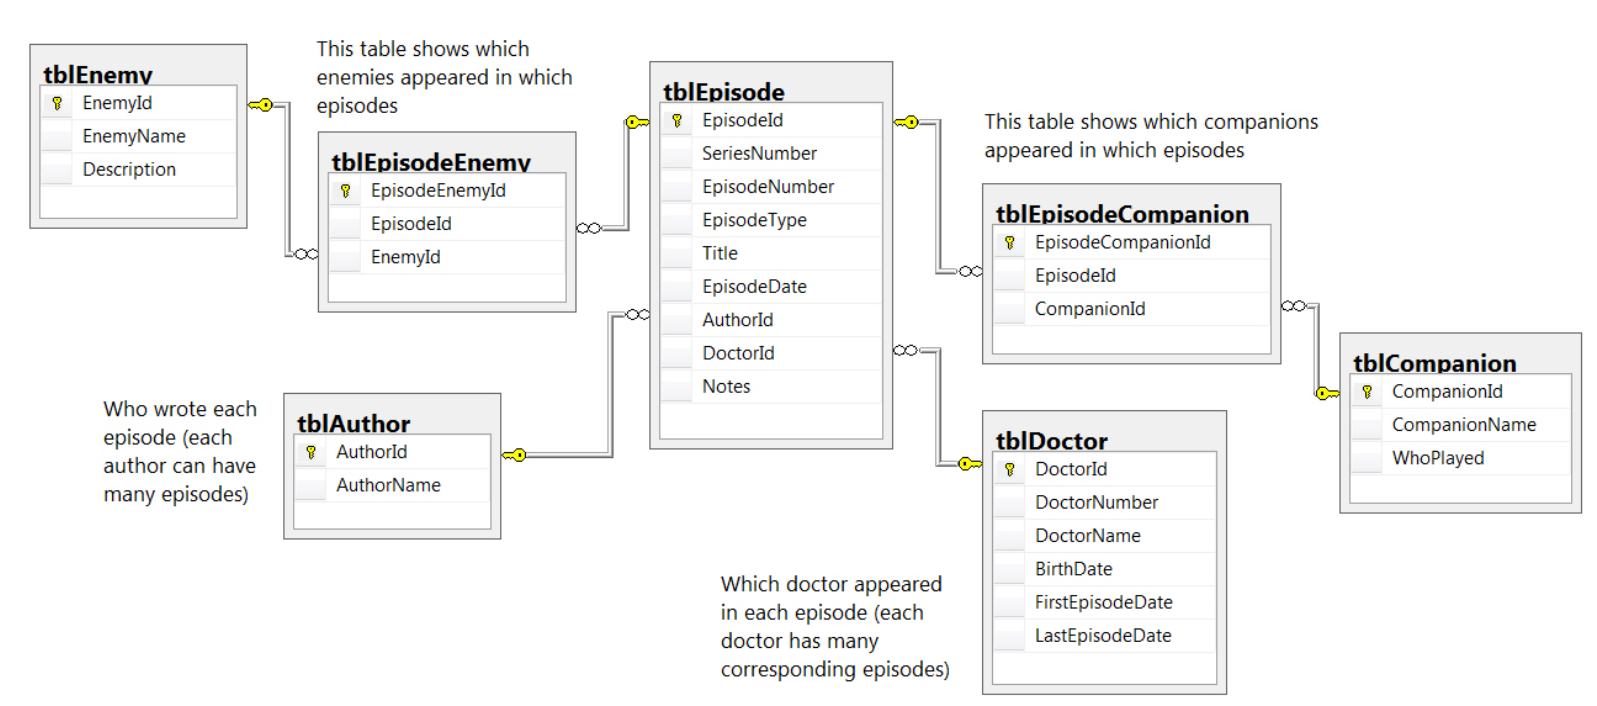 tblEnemy
EnemyId
EnemyName
Description
This table shows which
enemies appeared in which
episodes
tblEpisodeEnemy
EpisodeEnemyId
EpisodeId
EnemyId
tblEpisode
EpisodeId
SeriesNumber
EpisodeNumber
EpisodeType
Title
EpisodeDate
AuthorId
DoctorId
Notes
This table shows which companions
appeared in which episodes
tblEpisodeCompanion
EpisodeCompanionId
EpisodeId
CompanionId
tblCompanion
CompanionId
CompanionName
WhoPlayed
Who wrote each
episode (each
author can have
many episodes)
tblAuthor
AuthorId
AuthorName
Which doctor appeared
in each episode (each
doctor has many
corresponding episodes)
tblDoctor
DoctorId
DoctorNumber
DoctorName
BirthDate
FirstEpisodeDate
LastEpisodeDate